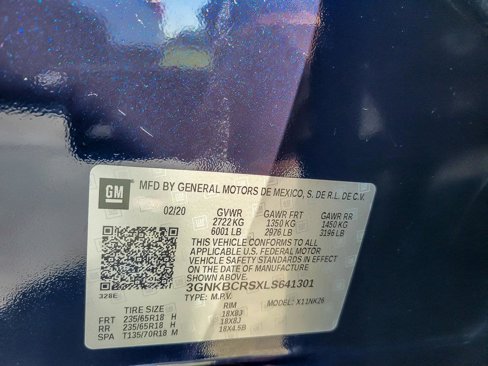 GM MFD BY GENERAL MOTORS DE MEXICO, S. DE R.L. DE C.V.
02/20 GVWR GAWR FRT GAWR RR
2722 KG 1350 KG 1450 KG
6001 LB 2976 LB 3196 LB
THIS VEHICLE CONFORMS TO ALL
APPLICABLE U.S. FEDERAL MOTOR
VEHICLE SAFETY STANDARDS IN EFFECT
ON THE DATE OF MANUFACTURE
SHOWN ABOVE.
328E 3GNKBCRSXLS641301
TYPE: M.P.V. MODEL: X11NK26
TIRE SIZE RIM
FRT 235/65R18 H 18X8J
RR 235/65R18 H 18X8J
SPA T135/70R18 M 18X4.5B